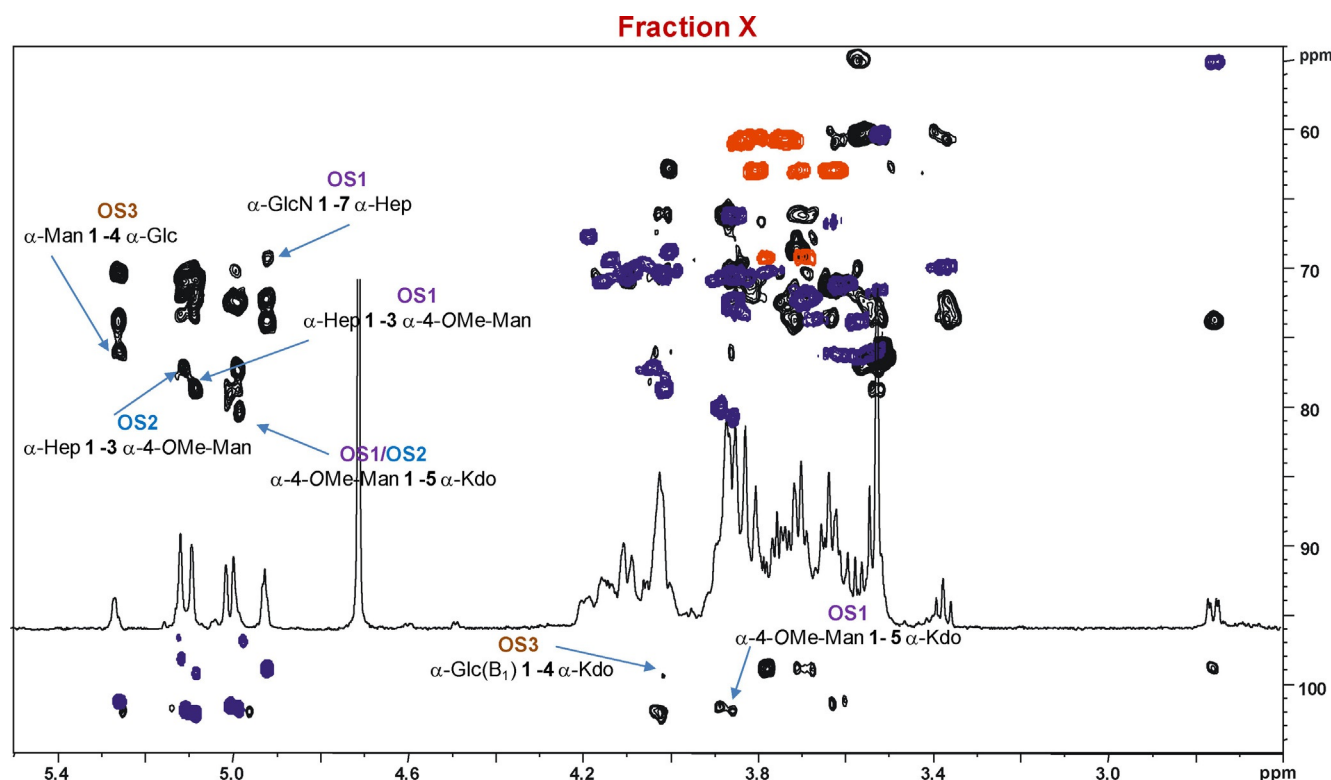 Fraction X
ppm
60
OS1
α-GlcN 1 -7 α-Hep
OS3
α-Man 1 -4 α-Glc
70
OS1
α-Hep 1 -3 α-4-OMe-Man
80
OS2
α-Hep 1 -3 α-4-OMe-Man
OS1/OS2
α-4-OMe-Man 1 -5 α-Kdo
90
OS1
α-4-OMe-Man 1- 5 α-Kdo
OS3
α-Glc(B₁) 1 -4 α-Kdo
100
5.4 5.0 4.6 4.2 3.8 3.4 3.0 ppm